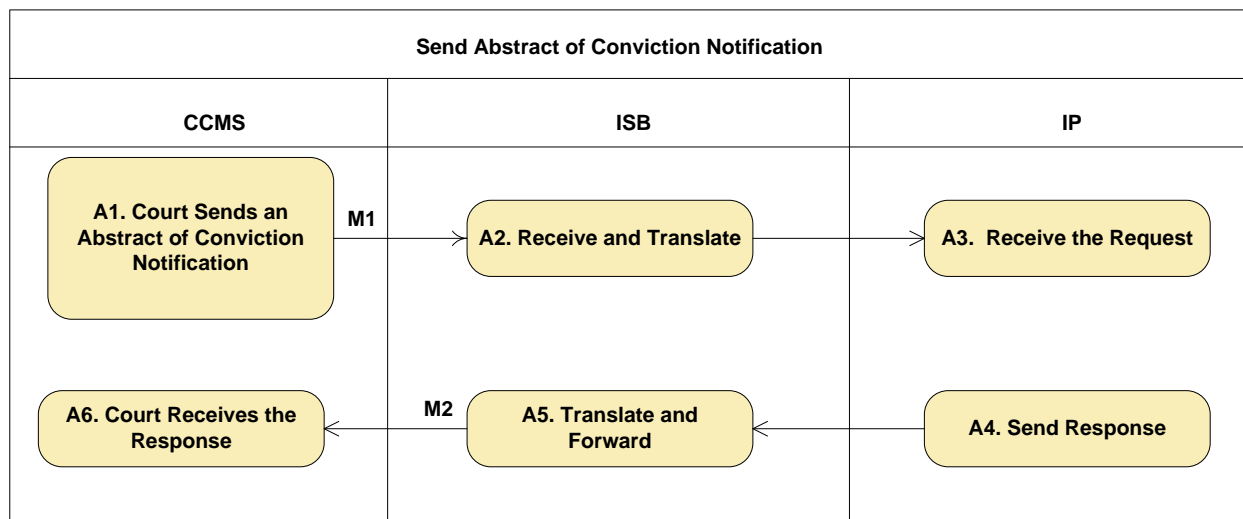 Send Abstract of Conviction Notification
CCMS
ISB
IP
A1. Court Sends an
Abstract of Conviction
Notification
M1
A2. Receive and Translate
A3.  Receive the Request
A6. Court Receives the
Response
M2
A5. Translate and
Forward
A4. Send Response